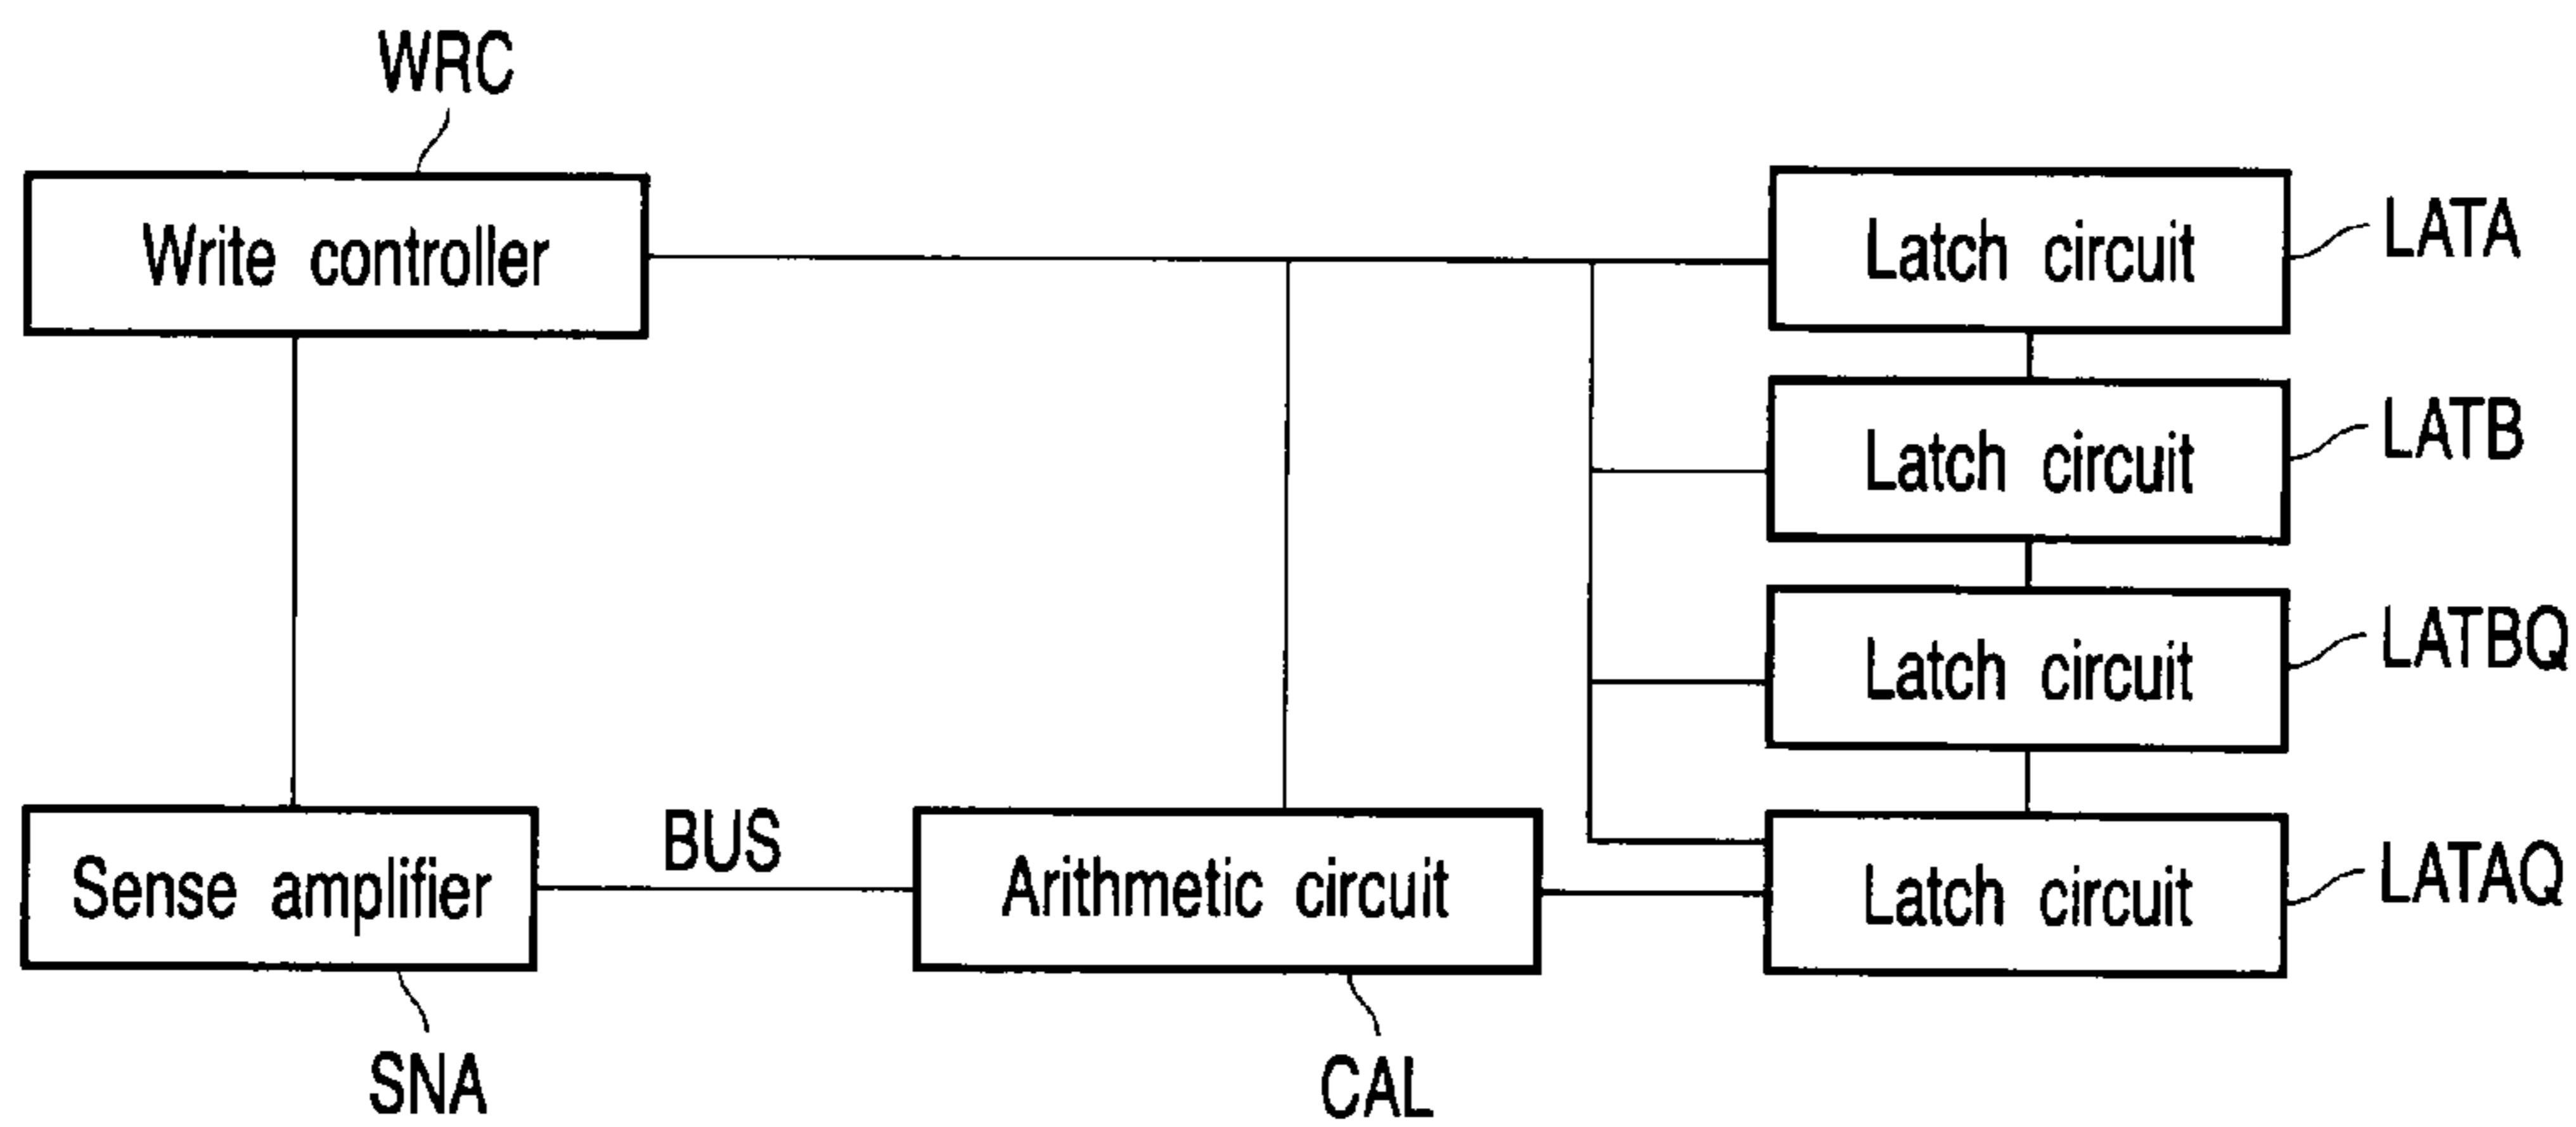 WRC
Write controller
Latch circuit
LATA
Latch circuit
LATB
Latch circuit
LATBQ
Sense amplifier
BUS
Arithmetic circuit
Latch circuit
LATAQ
SNA
CAL